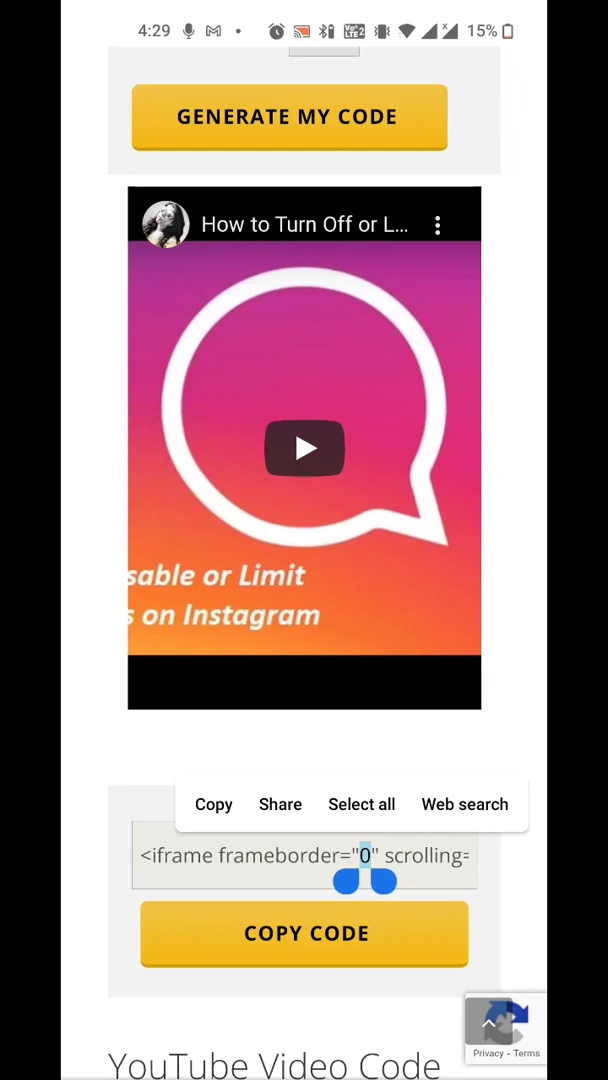 4:29
15%
GENERATE MY CODE
How to Turn Off or L...
sable or Limit
s on Instagram
Copy Share Select all Web search
<iframe frameborder="0" scrolling=
COPY CODE
Privacy - Terms
YouTube Video Code